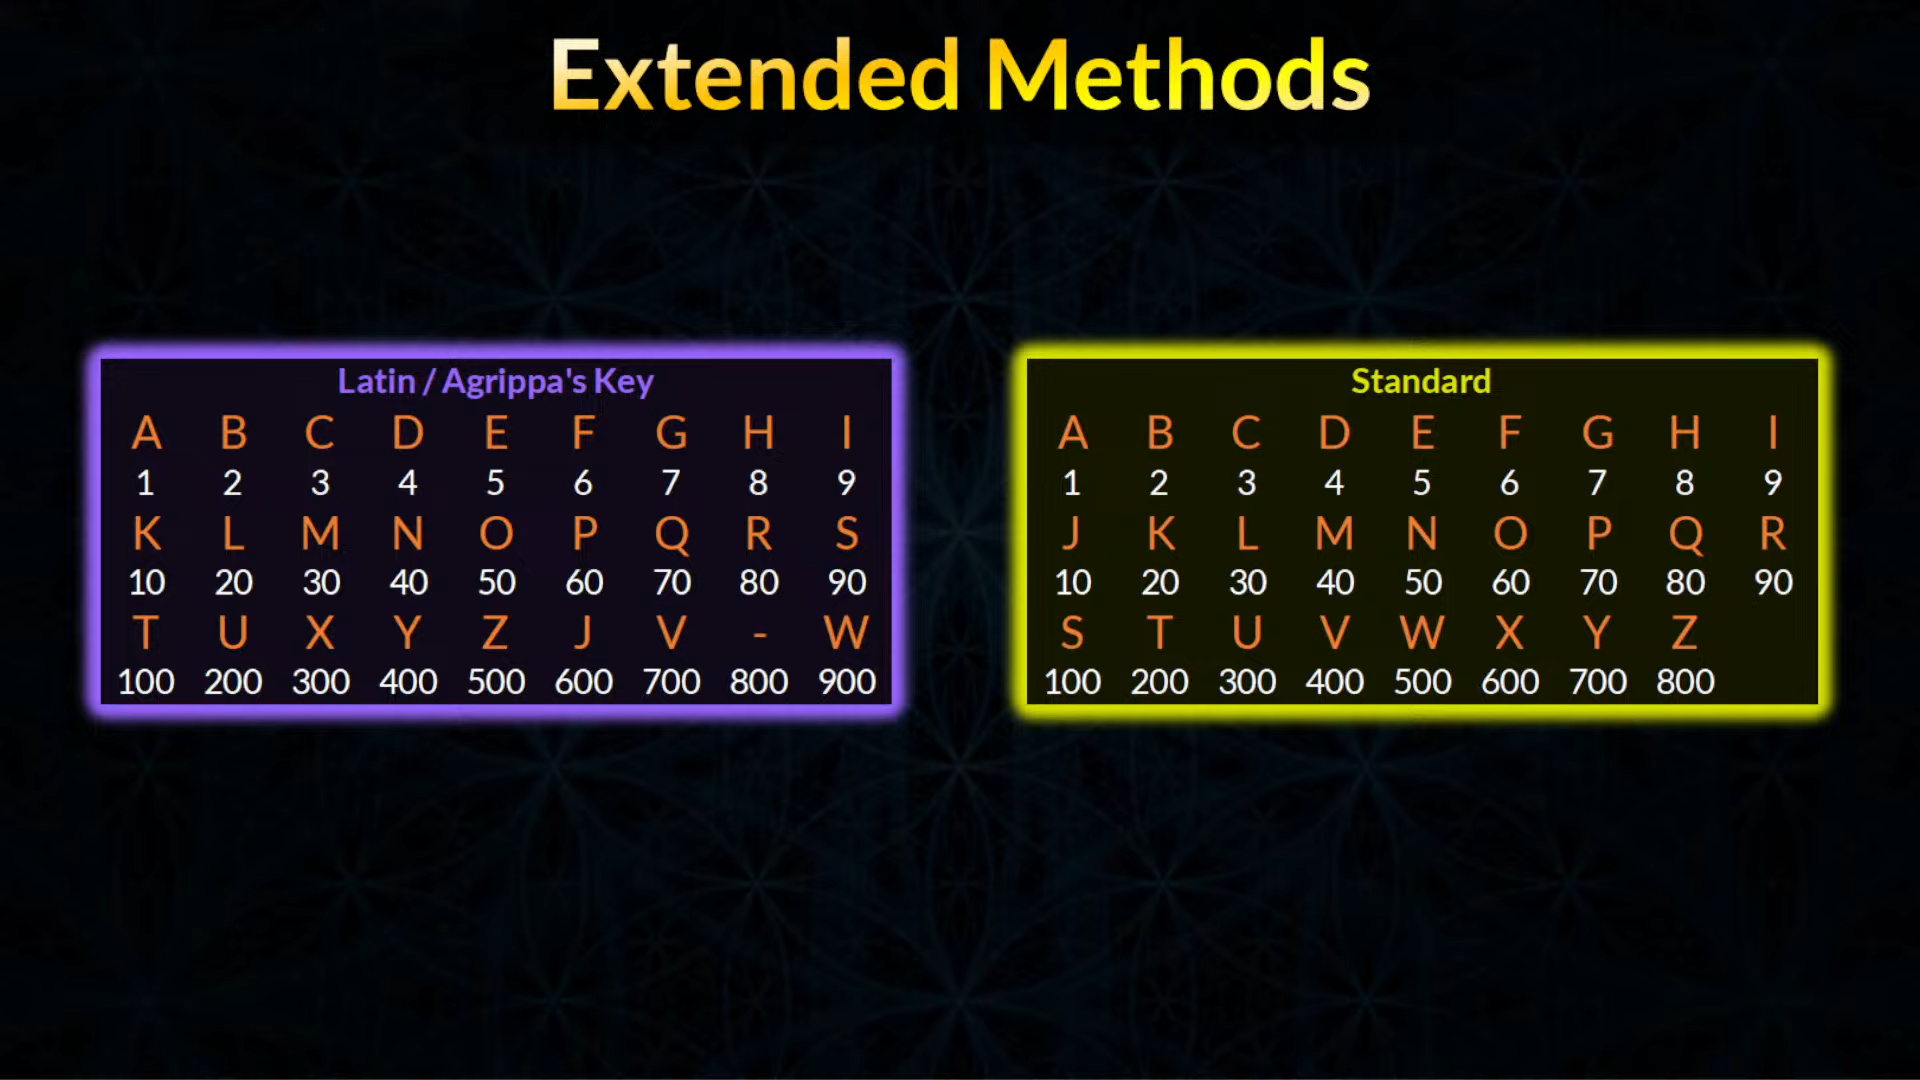 Extended Methods
Latin / Agrippa's Key
A B C D E F G H I
1 2 3 4 5 6 7 8 9
K L M N O P Q R S
10 20 30 40 50 60 70 80 90
T U X Y Z J V - W
100 200 300 400 500 600 700 800 900
Standard
A B C D E F G H I
1 2 3 4 5 6 7 8 9
J K L M N O P Q R
10 20 30 40 50 60 70 80 90
S T U V W X Y Z
100 200 300 400 500 600 700 800